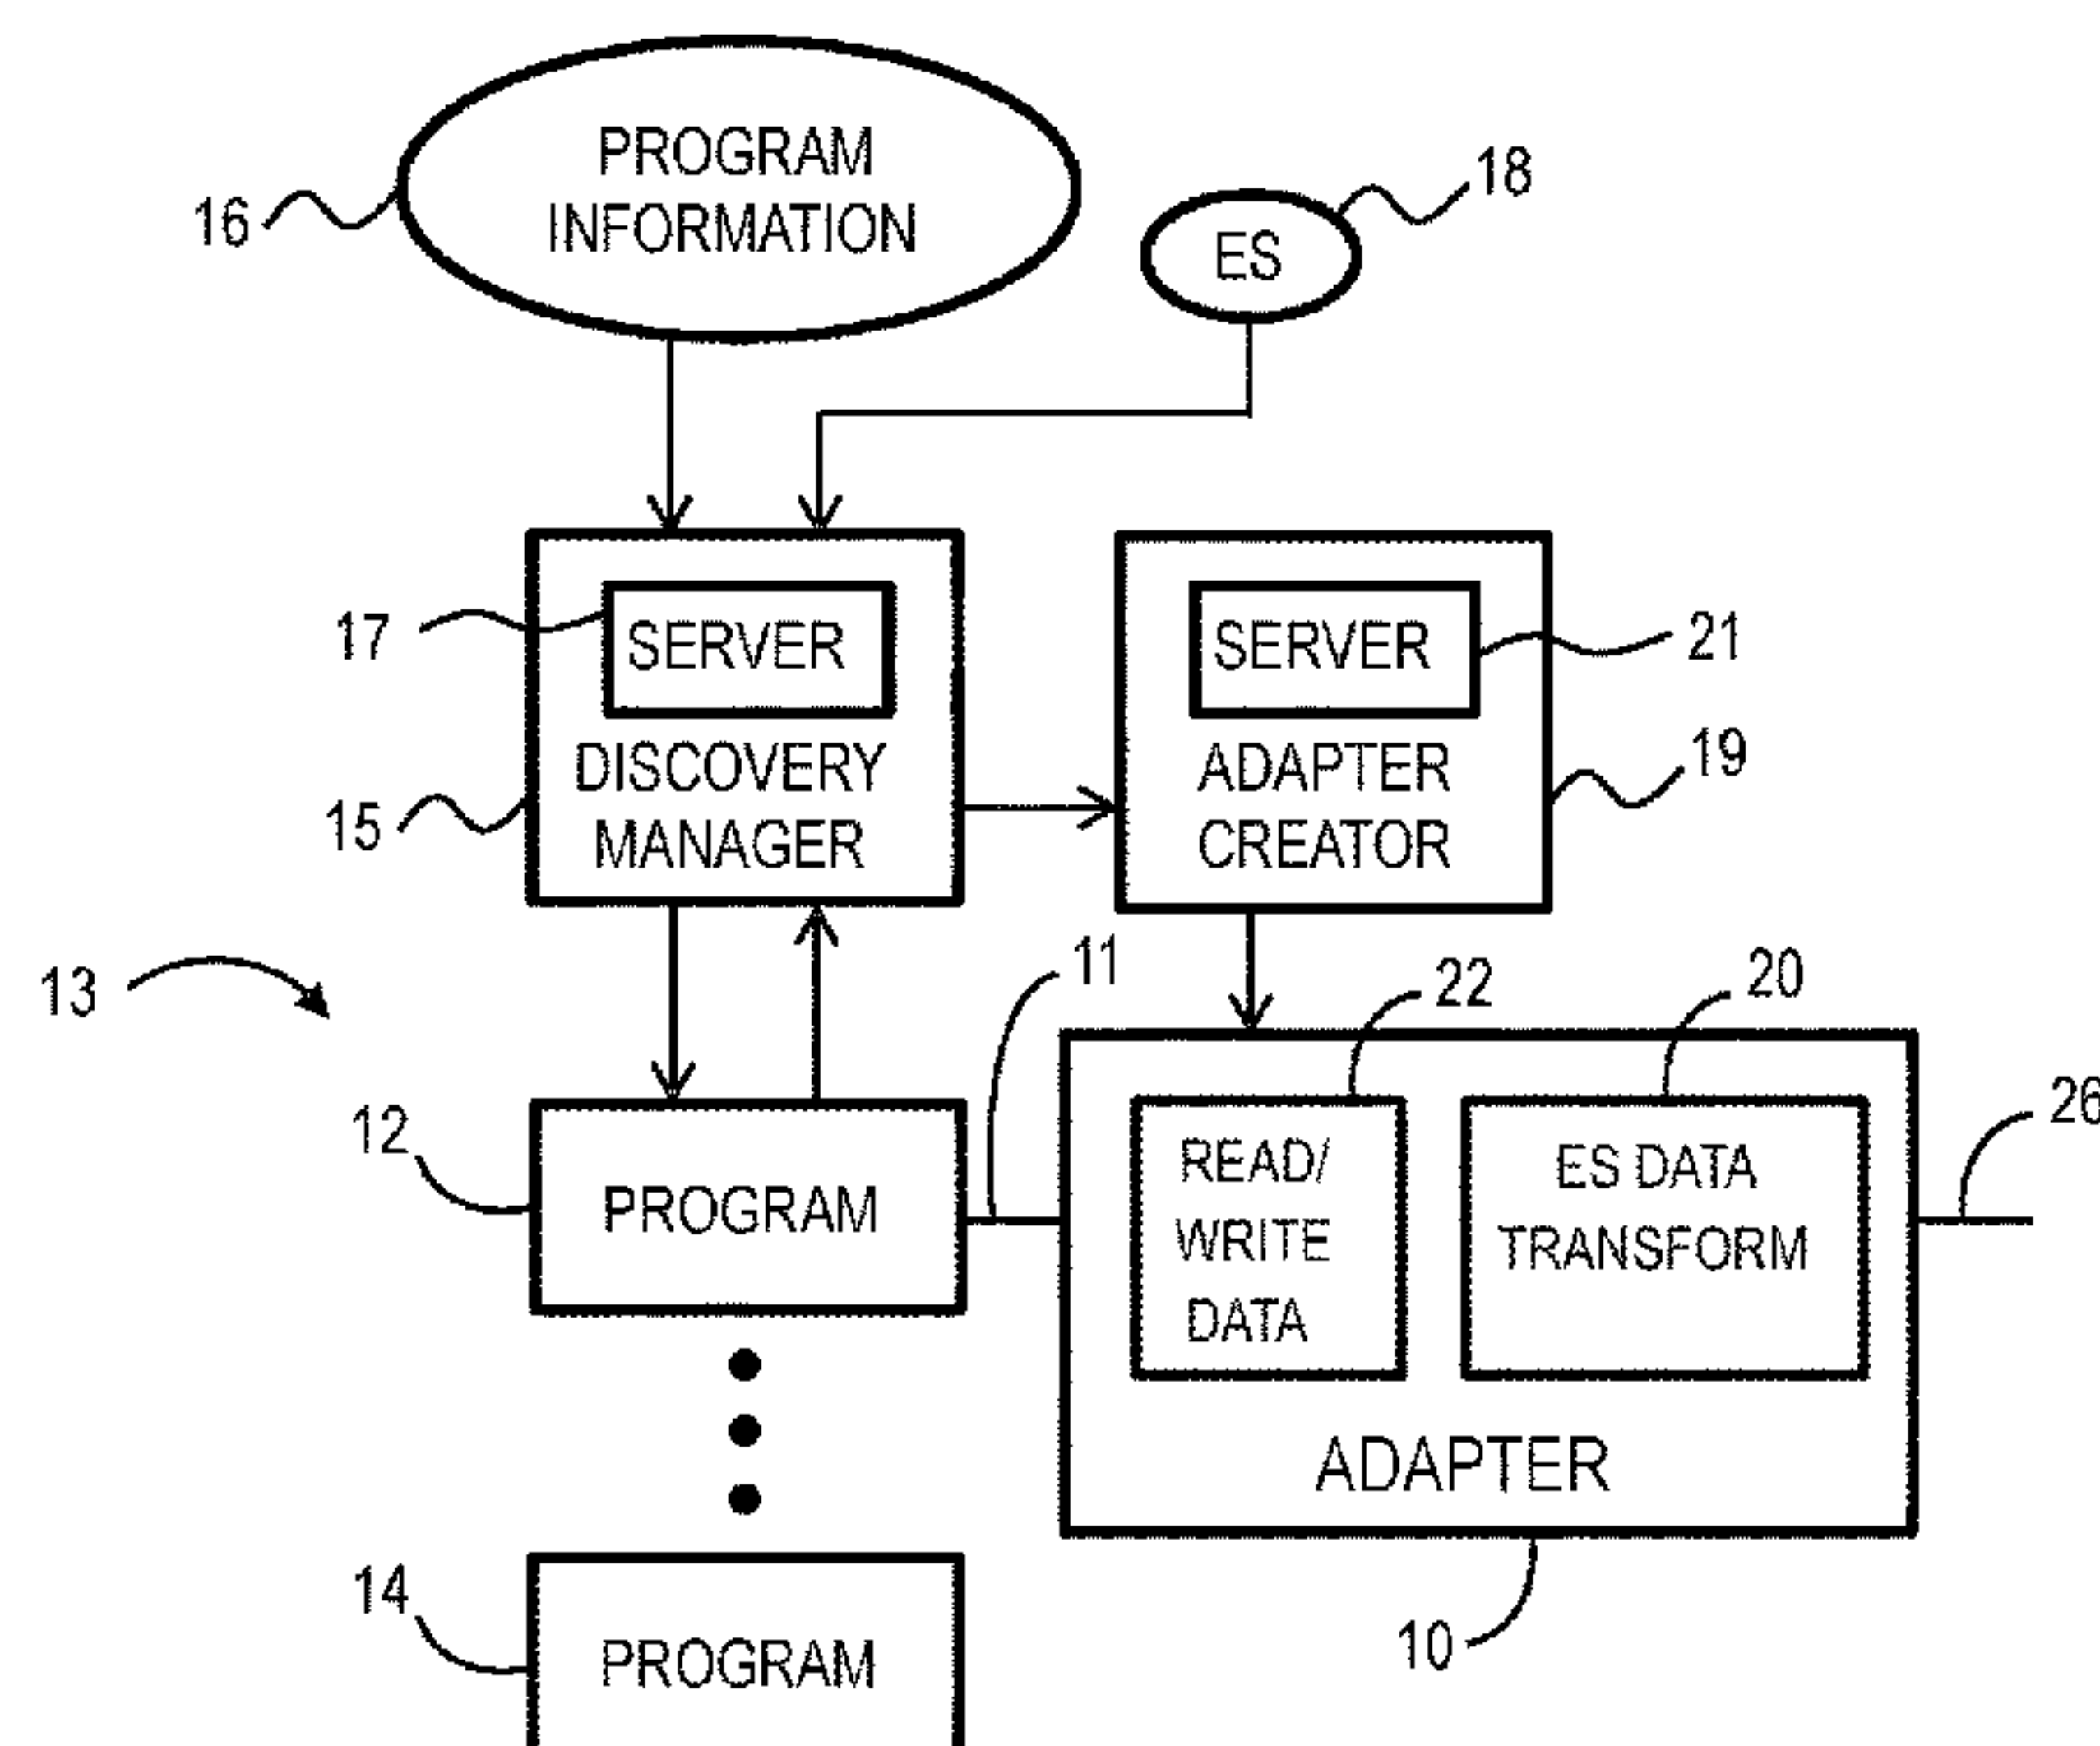 PROGRAM
INFORMATION
16
18
ES
17
SERVER
SERVER
21
DISCOVERY
MANAGER
15
ADAPTER
CREATOR
19
13
11
22
20
26
12
PROGRAM
READ/
WRITE
DATA
ES DATA
TRANSFORM
ADAPTER
14
PROGRAM
10